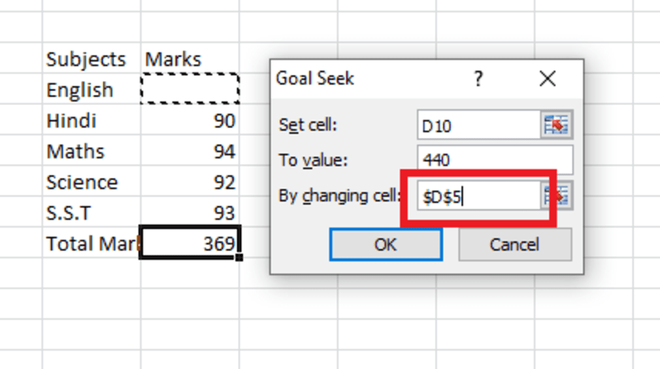 Subjects Marks
English
Hindi 90
Maths 94
Science 92
S.S.T 93
Total Mar 369
Goal Seek ?
Set cell: D10
To value: 440
By changing cell: $D$5
OK Cancel